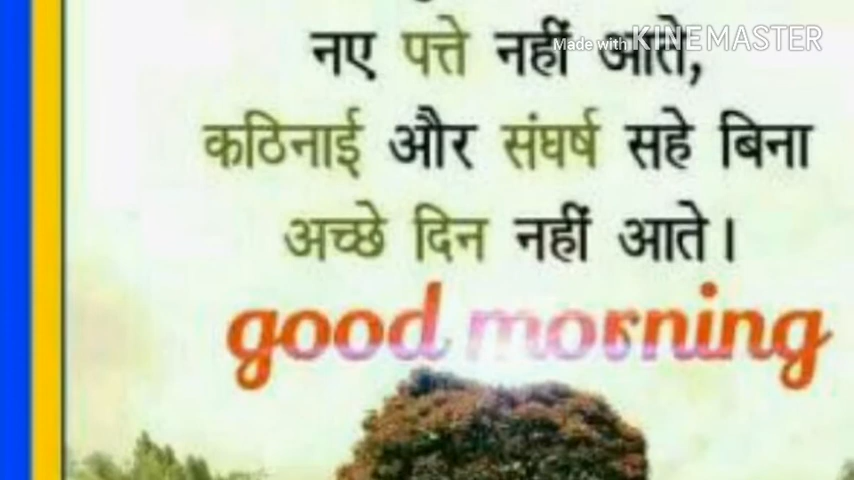 Made with KINEMASTER
नए पत्ते नहीं आते,
कठिनाई और संघर्ष सहे बिना
अच्छे दिन नहीं आते।
good morning